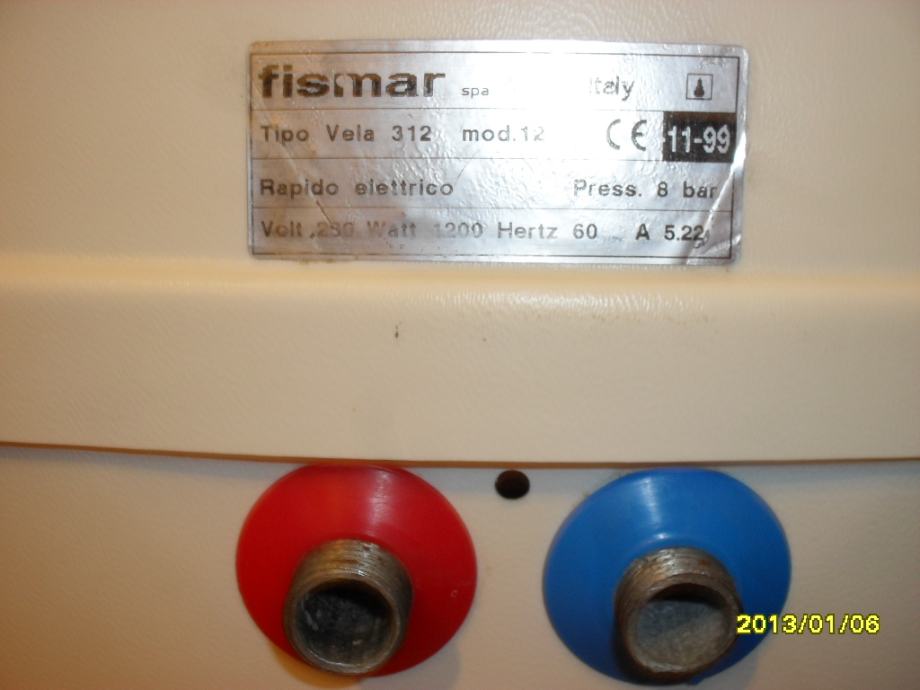 fismar spa Italy
Tipo Vela 312 mod.12 CE 11-99
Rapido elettrico Press. 8 bar
Volt 230 Watt 1200 Hertz 60 A 5.22
2013/01/06